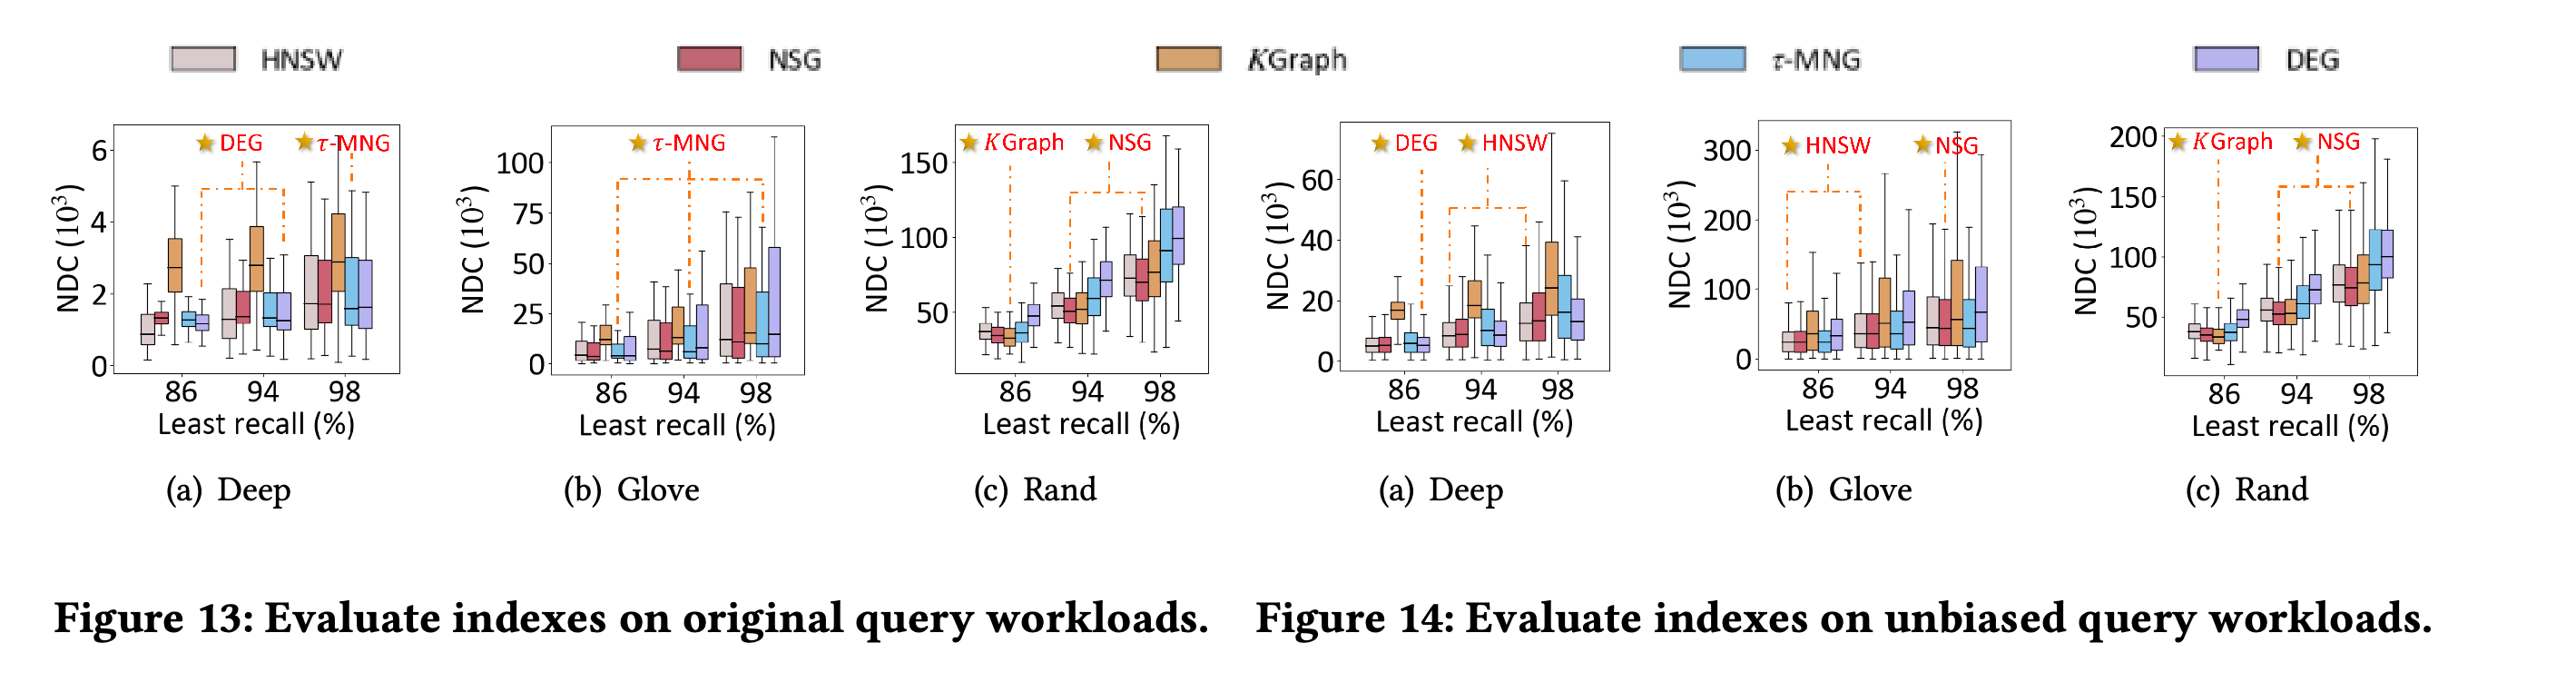 HNSW NSG KGraph τ-MNG DEG
★ DEG ★ τ-MNG
NDC (10³)
6
4
2
0
86 94 98
Least recall (%)
(a) Deep
★ τ-MNG
NDC (10³)
100
75
50
25
0
86 94 98
Least recall (%)
(b) Glove
★ KGraph ★ NSG
NDC (10³)
150
100
50
86 94 98
Least recall (%)
(c) Rand
★ DEG ★ HNSW
NDC (10³)
60
40
20
0
86 94 98
Least recall (%)
(a) Deep
★ HNSW ★ NSG
NDC (10³)
300
200
100
0
86 94 98
Least recall (%)
(b) Glove
★ KGraph ★ NSG
NDC (10³)
200
150
100
50
86 94 98
Least recall (%)
(c) Rand
Figure 13: Evaluate indexes on original query workloads.
Figure 14: Evaluate indexes on unbiased query workloads.